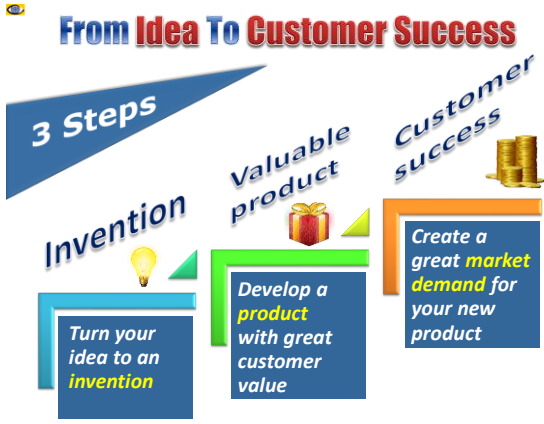 From Idea To Customer Success
3 Steps
Invention
Turn your
idea to an
invention
Valuable
product
Develop a
product
with great
customer
value
Customer
success
Create a
great market
demand for
your new
product